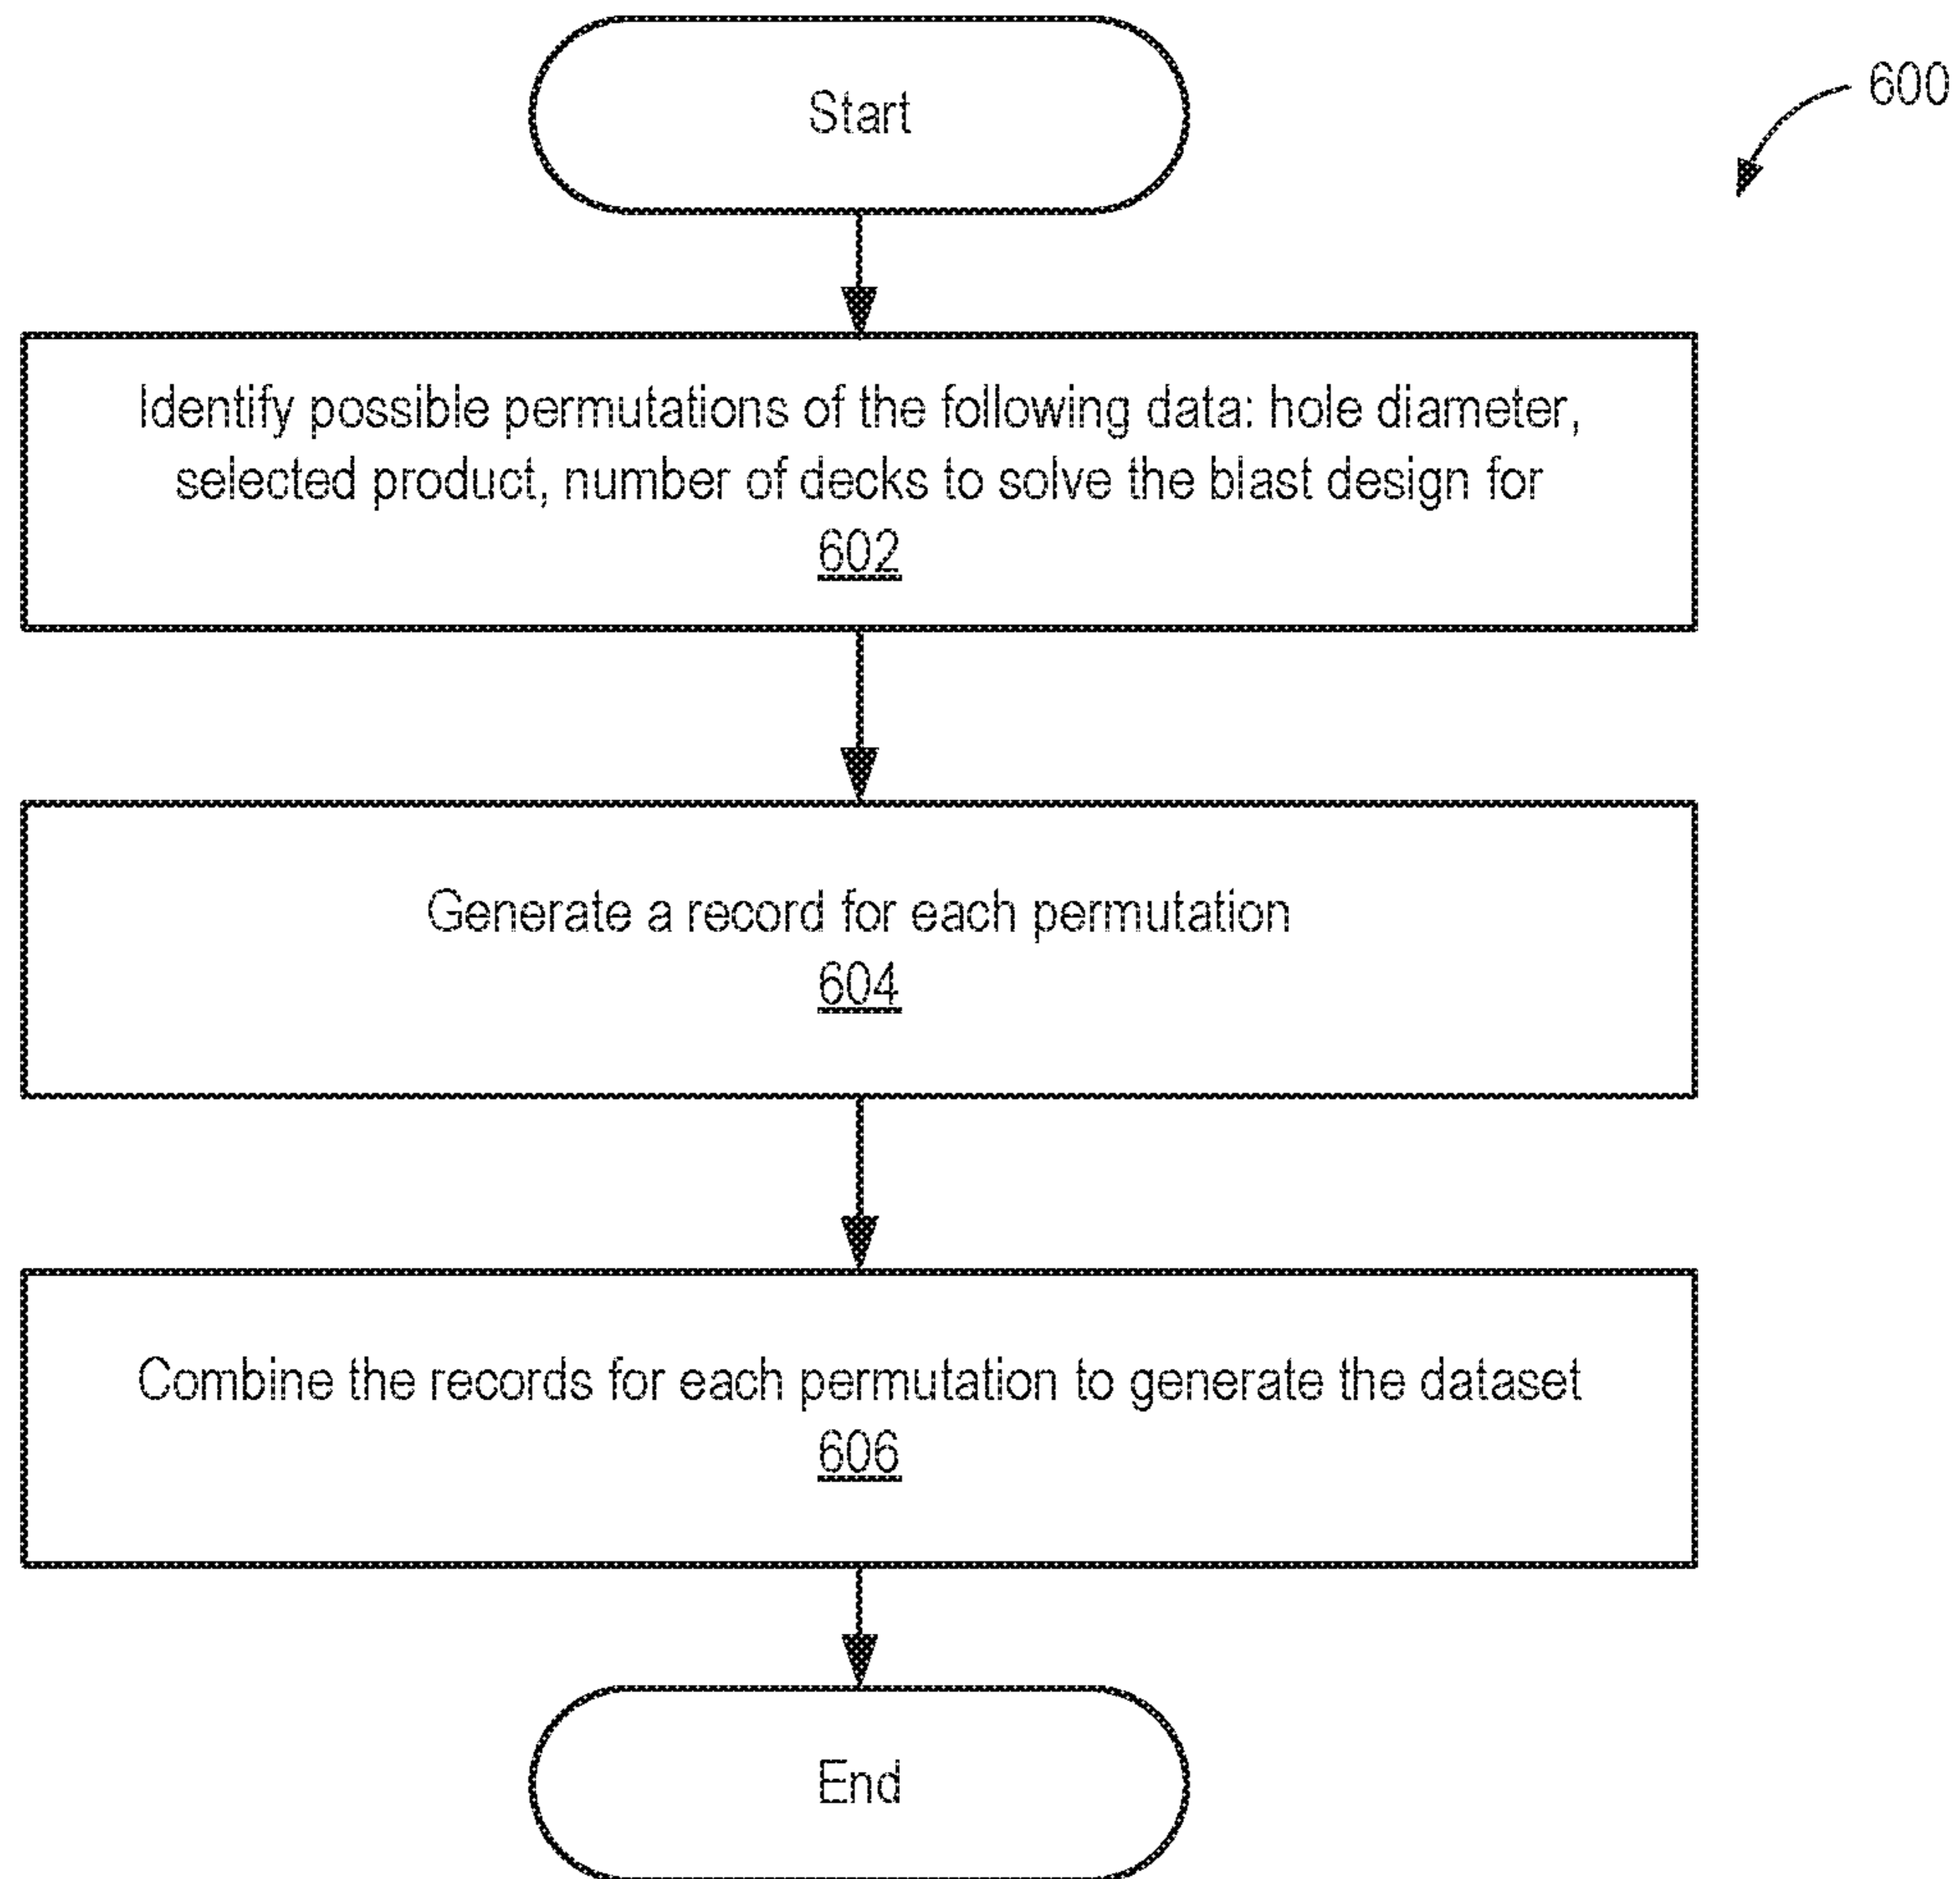 Start
600
Identify possible permutations of the following data: hole diameter,
selected product, number of decks to solve the blast design for
602
Generate a record for each permutation
604
Combine the records for each permutation to generate the dataset
606
End